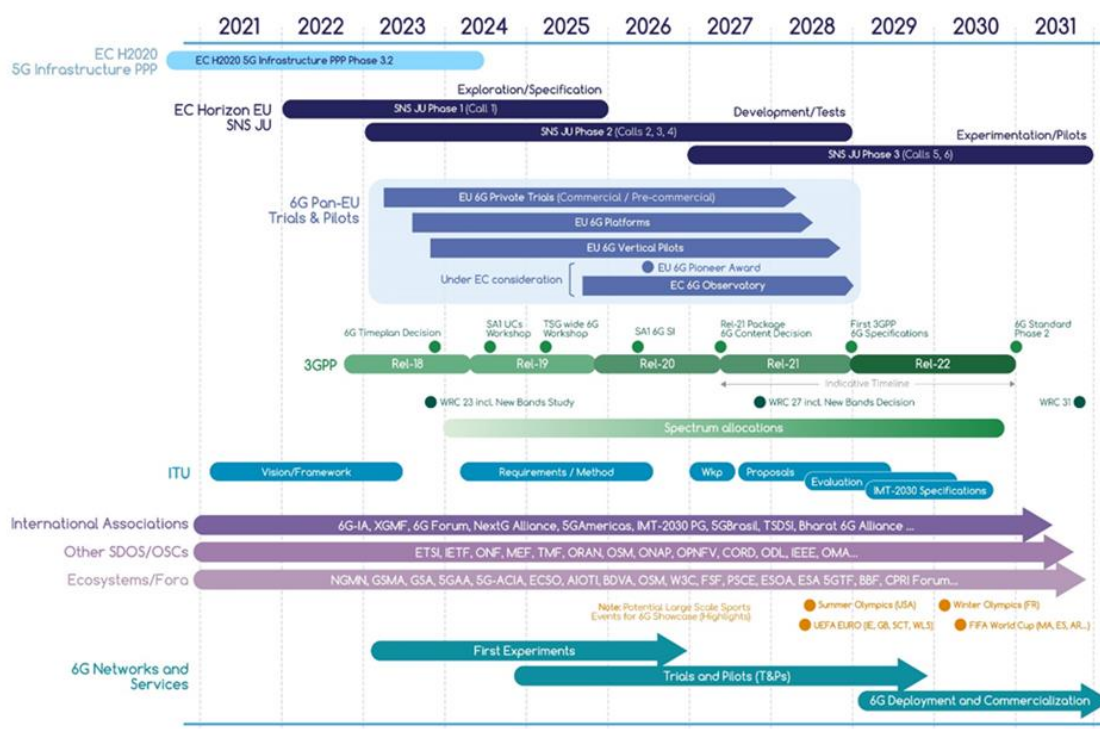 2021 2022 2023 2024 2025 2026 2027 2028 2029 2030 2031
EC H2020
5G Infrastructure PPP
EC H2020 5G Infrastructure PPP Phase 3.2
Exploration/Specification
EC Horizon EU
SNS JU
SNS JU Phase 1 (Call 1)
Development/Tests
SNS JU Phase 2 (Calls 2, 3, 4)
Experimentation/Pilots
SNS JU Phase 3 (Calls 5, 6)
6G Pan-EU
Trials & Pilots
EU 6G Private Trials (Commercial / Pre-commercial)
EU 6G Platforms
EU 6G Vertical Pilots
Under EC consideration
EU 6G Pioneer Award
EC 6G Observatory
6G Timeplan Decision
SA1 UCs
Workshop
TSG wide 6G
Workshop
SA1 6G SI
Rel-21 Package
6G Content Decision
First 3GPP
6G Specifications
6G Standard
Phase 2
3GPP
Rel-18 Rel-19 Rel-20 Rel-21 Rel-22
Indicative Timeline
WRC 23 incl. New Bands Study
WRC 27 incl. New Bands Decision
WRC 31
Spectrum allocations
ITU
Vision/Framework
Requirements / Method
Wkp
Proposals
Evaluation
IMT-2030 Specifications
International Associations
6G-IA, XGMF, 6G Forum, NextG Alliance, 5GAmericas, IMT-2030 PG, 5GBrasil, TSDSI, Bharat 6G Alliance ...
Other SDOS/OSCs
ETSI, IETF, ONF, MEF, TMF, ORAN, OSM, ONAP, OPNFV, CORD, ODL, IEEE, OMA...
Ecosystems/Fora
NGMN, GSMA, GSA, 5GAA, 5G-ACIA, ECSO, AIOTI, BDVA, OSM, W3C, FSF, PSCE, ESOA, ESA 5GTF, BBF, CPRI Forum...
Note: Potential Large Scale Sports
Events for 6G Showcase (Highlights)
Summer Olympics (USA)
Winter Olympics (FR)
UEFA EURO (IE, GB, SCT, WLS)
FIFA World Cup (MA, ES, AR...)
6G Networks and
Services
First Experiments
Trials and Pilots (T&Ps)
6G Deployment and Commercialization